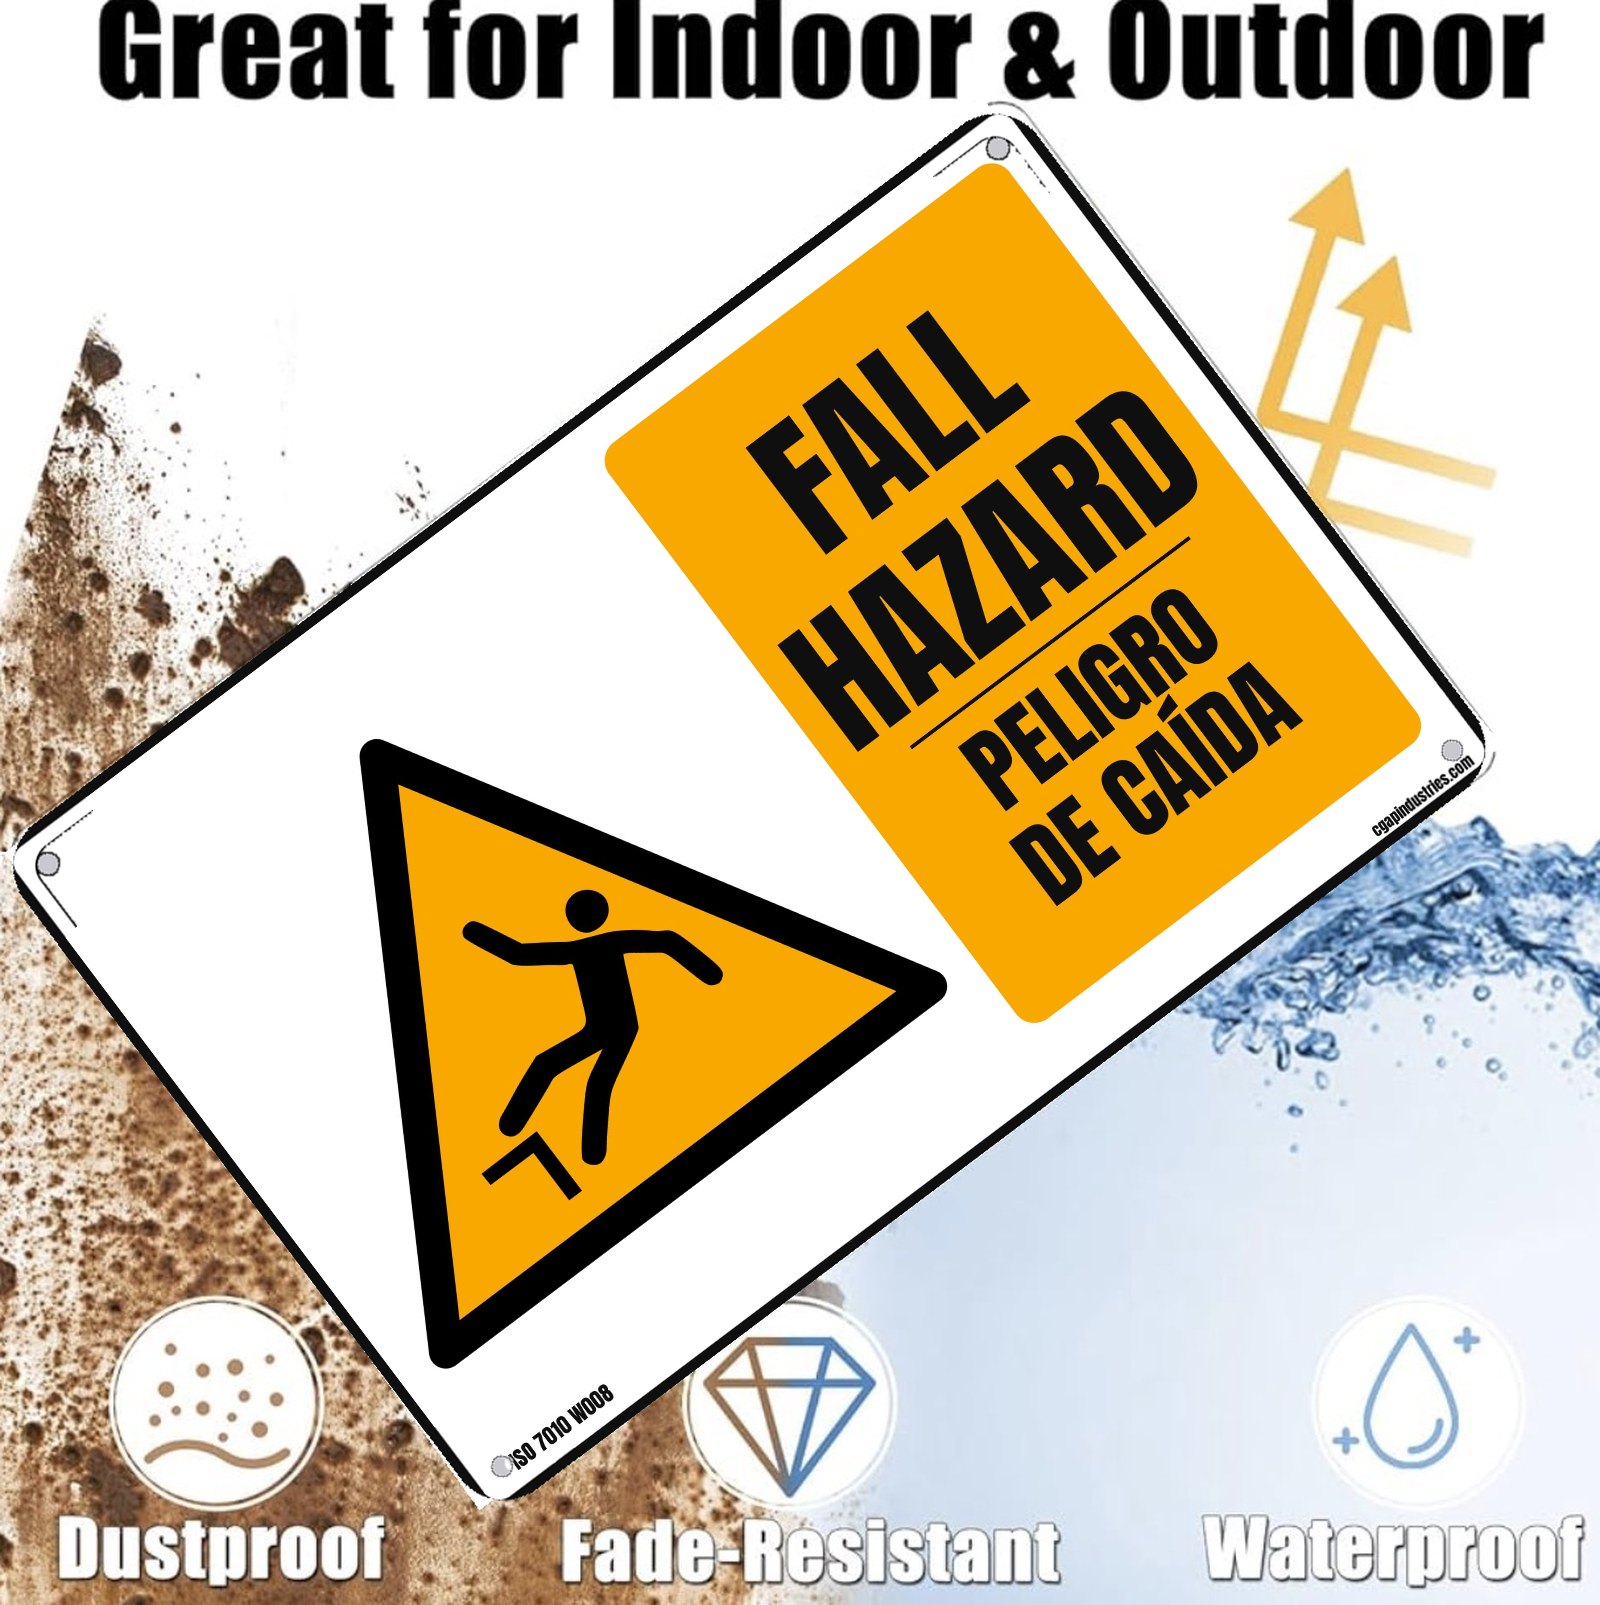 Great for Indoor & Outdoor
FALL
HAZARD
PELIGRO
DE CAÍDA
cgapindustries.com
ISO 7010 W008
Dustproof
Fade-Resistant
Waterproof